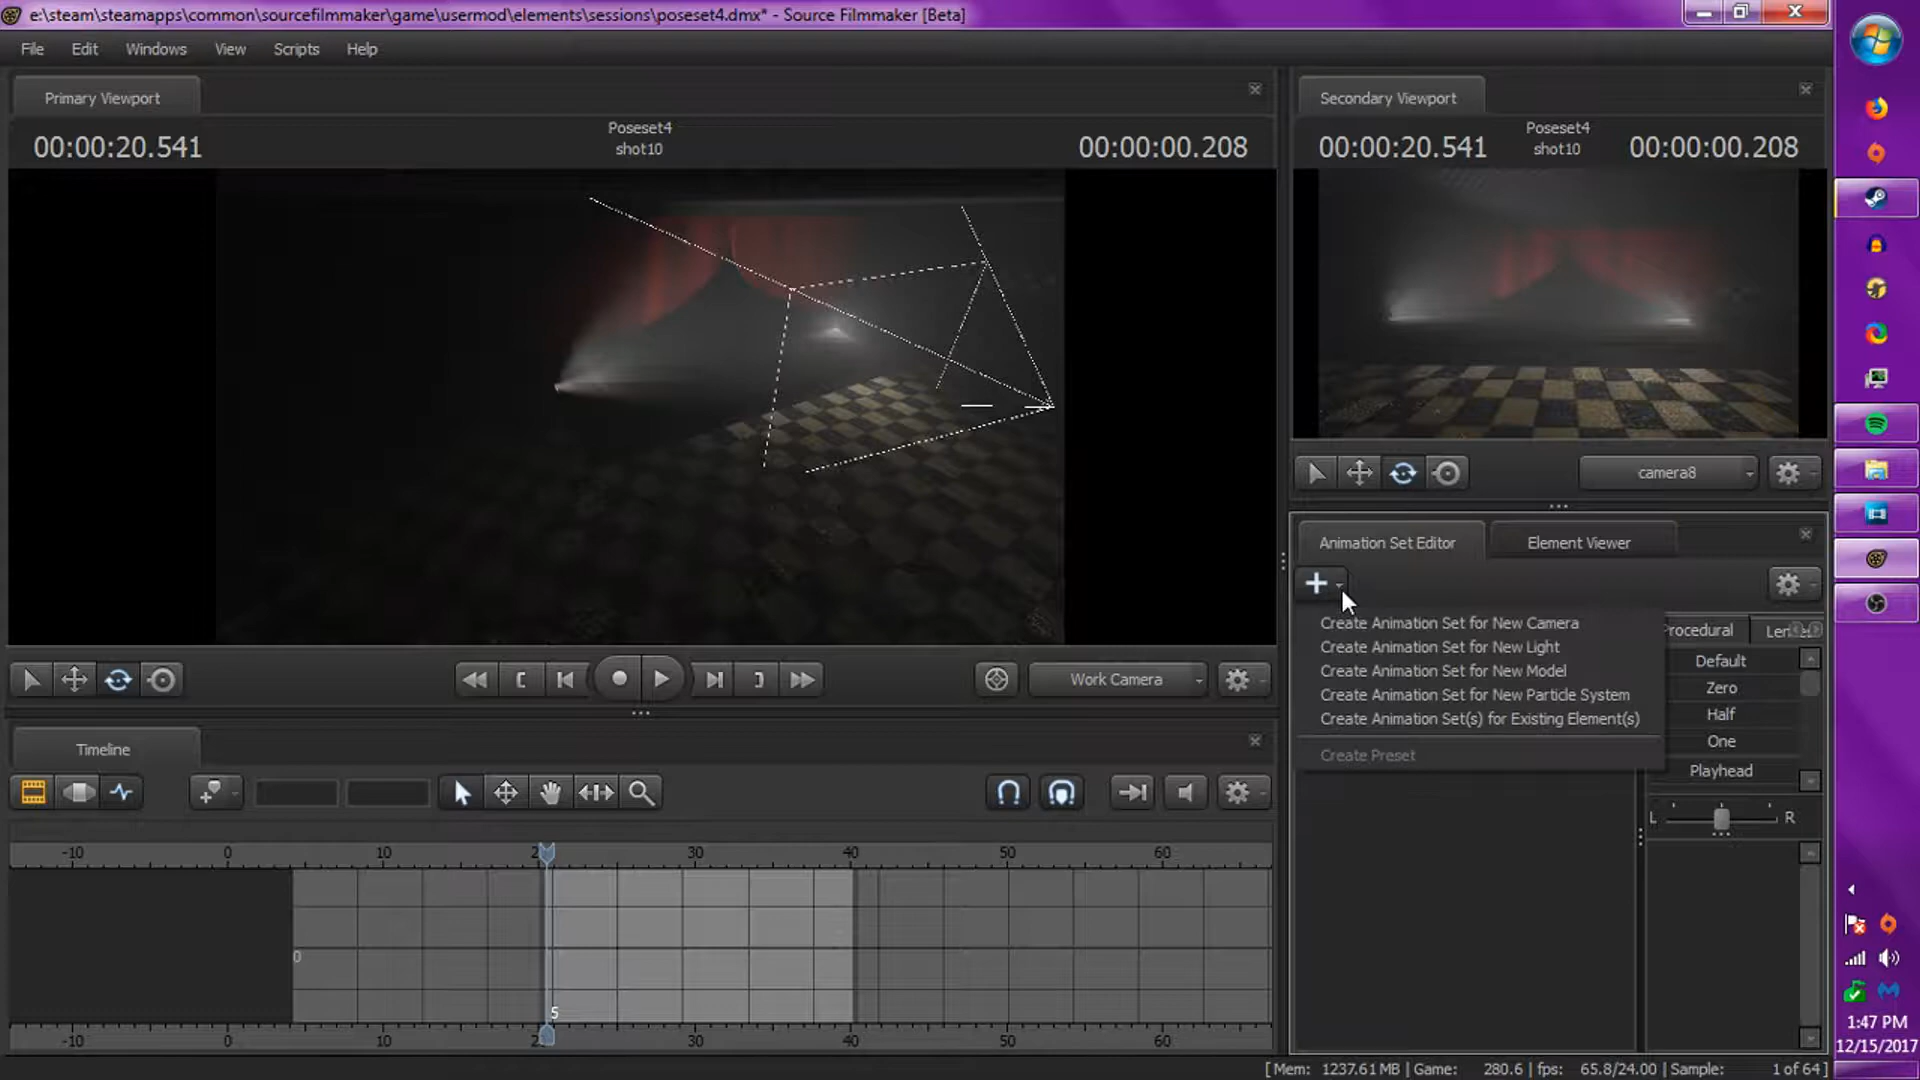 e:\steam\steamapps\common\sourcefilmmaker\game\usermod\elements\sessions\poseset4.dmx* - Source Filmmaker [Beta]
File Edit Windows View Scripts Help
Primary Viewport
00:00:20.541
Poseset4
shot10
00:00:00.208
Secondary Viewport
00:00:20.541
Poseset4
shot10
00:00:00.208
camera8
Animation Set Editor
Element Viewer
Create Animation Set for New Camera
Create Animation Set for New Light
Create Animation Set for New Model
Create Animation Set for New Particle System
Create Animation Set(s) for Existing Element(s)
Create Preset
Procedural
Default
Zero
Half
One
Playhead
L R
Work Camera
Timeline
-10 0 10 2 30 40 50 60
0
5
-10 0 10 2 30 40 50 60
[ Mem: 1237.61 MB | Game: 280.6 | fps: 65.8/24.00 | Sample: 1 of 64 ]
1:47 PM
12/15/2017